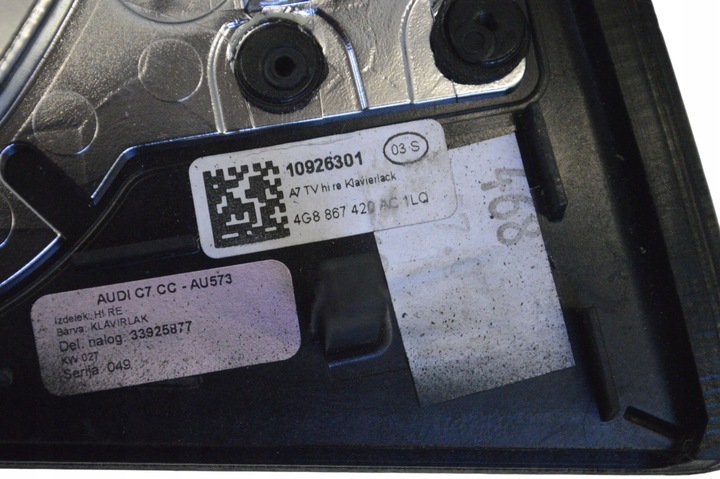 10926301
03 S
A7 TV hi re Klavierlack
4G8 867 420 AC 1LQ
468
AUDI C7 CC - AU573
Izdelek: HI RE
Barva: KLAVIRLAK
Del. nalog: 33925877
KW 027
Serija: 049